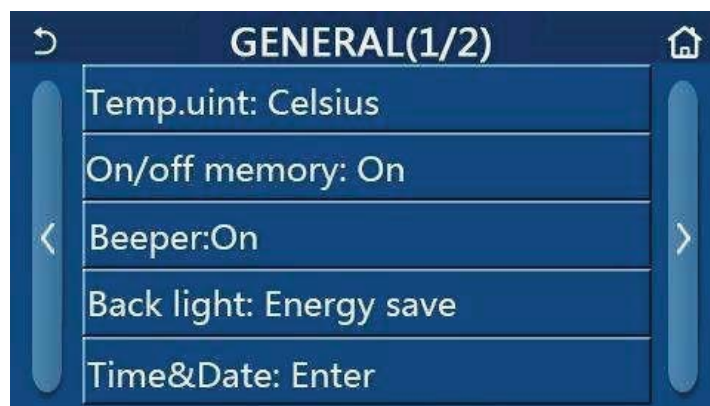 GENERAL(1/2)
Temp.uint: Celsius
On/off memory: On
Beeper:On
Back light: Energy save
Time&Date: Enter